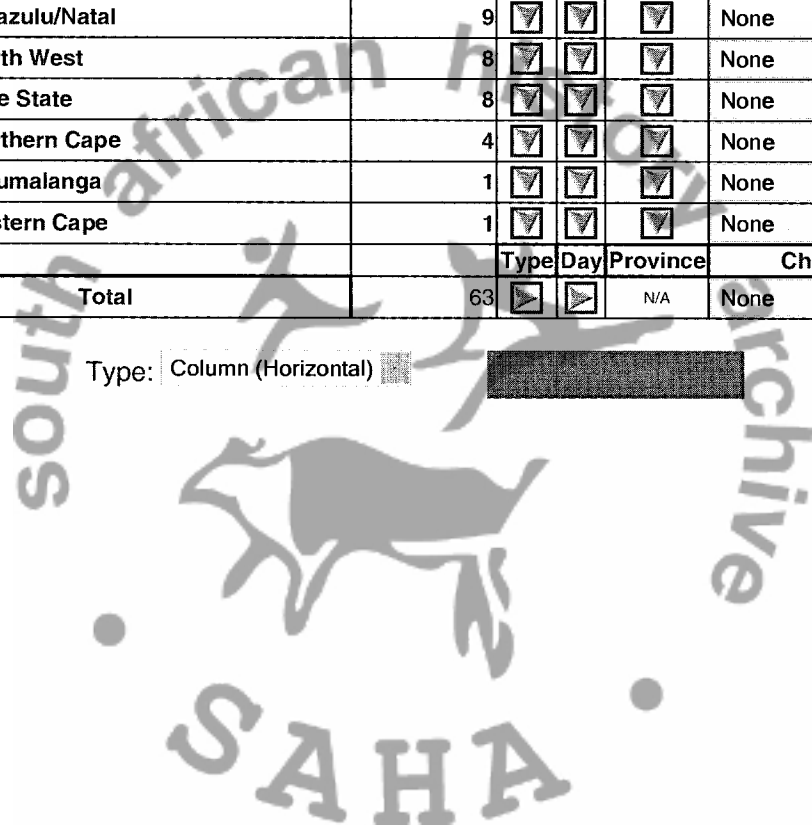 azulu/Natal 9 None
th West 8 None
e State 8 None
thern Cape 4 None
umalanga 1 None
stern Cape 1 None
Type Day Province Ch
Total 63 N/A None
Type: Column (Horizontal)
south african history archive
SAHA